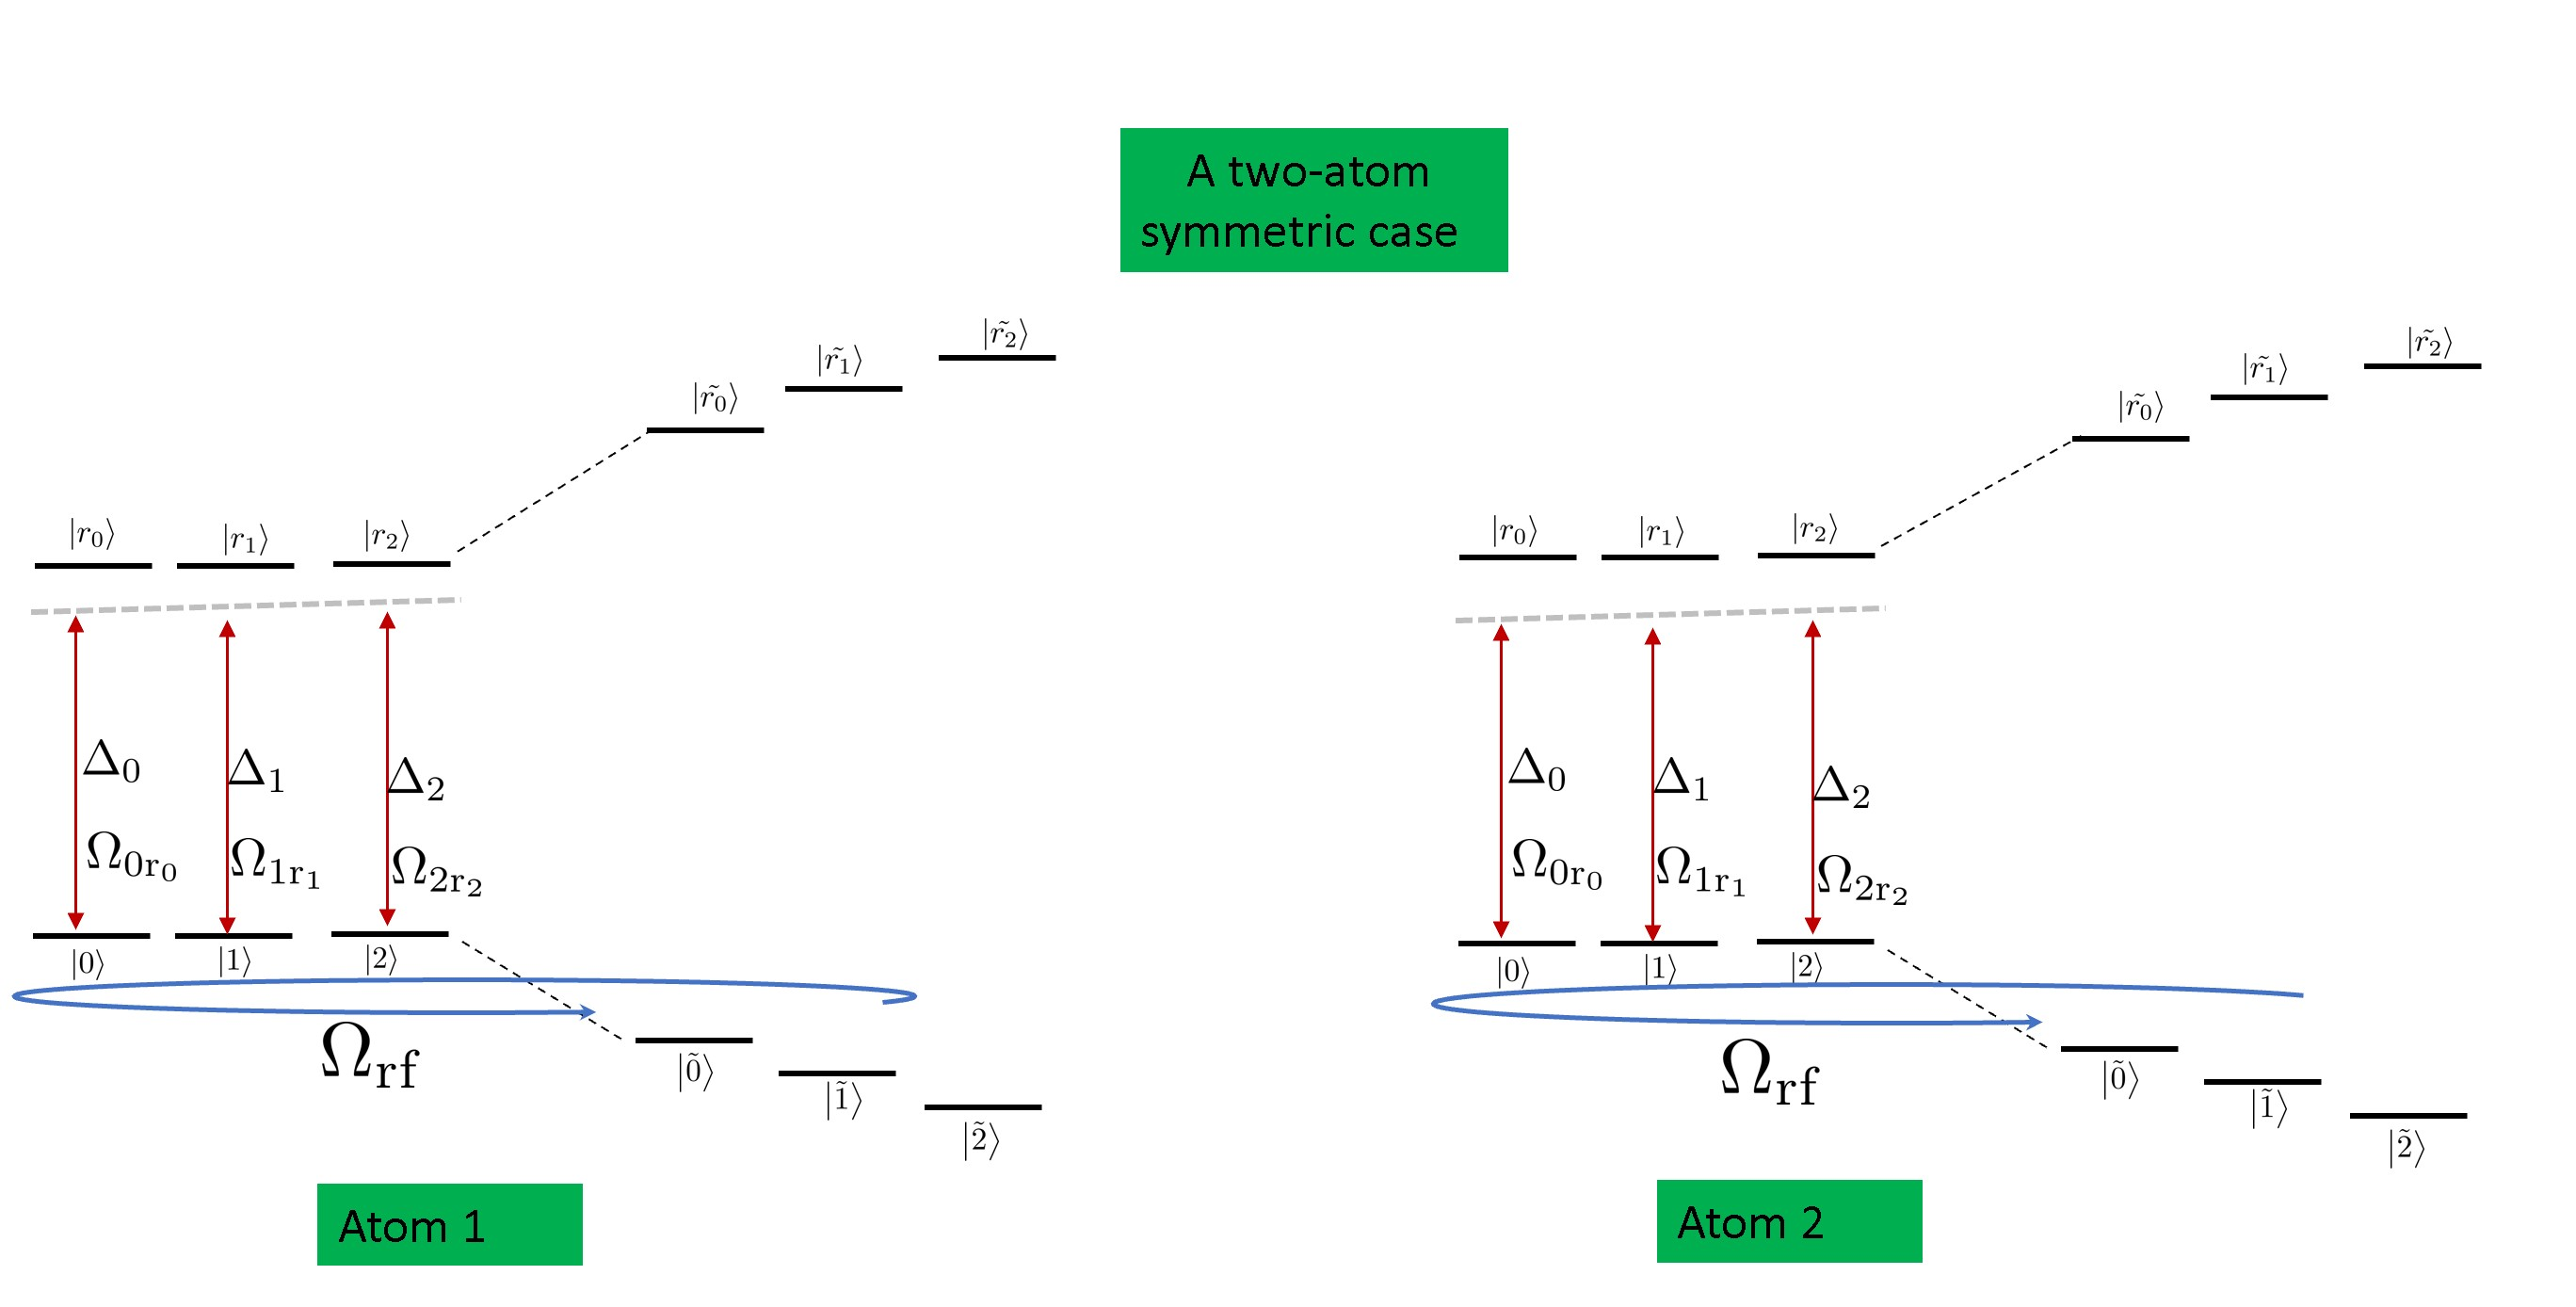 A two-atom
symmetric case
|r̃₂⟩
|r̃₁⟩
|r̃₀⟩
|r₀⟩ |r₁⟩ |r₂⟩
Δ₀ Δ₁ Δ₂
Ω₀ᵣ₀ Ω₁ᵣ₁ Ω₂ᵣ₂
|0⟩ |1⟩ |2⟩
Ωrf
|0̃⟩
|1̃⟩
|2̃⟩
Atom 1
|r̃₂⟩
|r̃₁⟩
|r̃₀⟩
|r₀⟩ |r₁⟩ |r₂⟩
Δ₀ Δ₁ Δ₂
Ω₀ᵣ₀ Ω₁ᵣ₁ Ω₂ᵣ₂
|0⟩ |1⟩ |2⟩
Ωrf
|0̃⟩
|1̃⟩
|2̃⟩
Atom 2